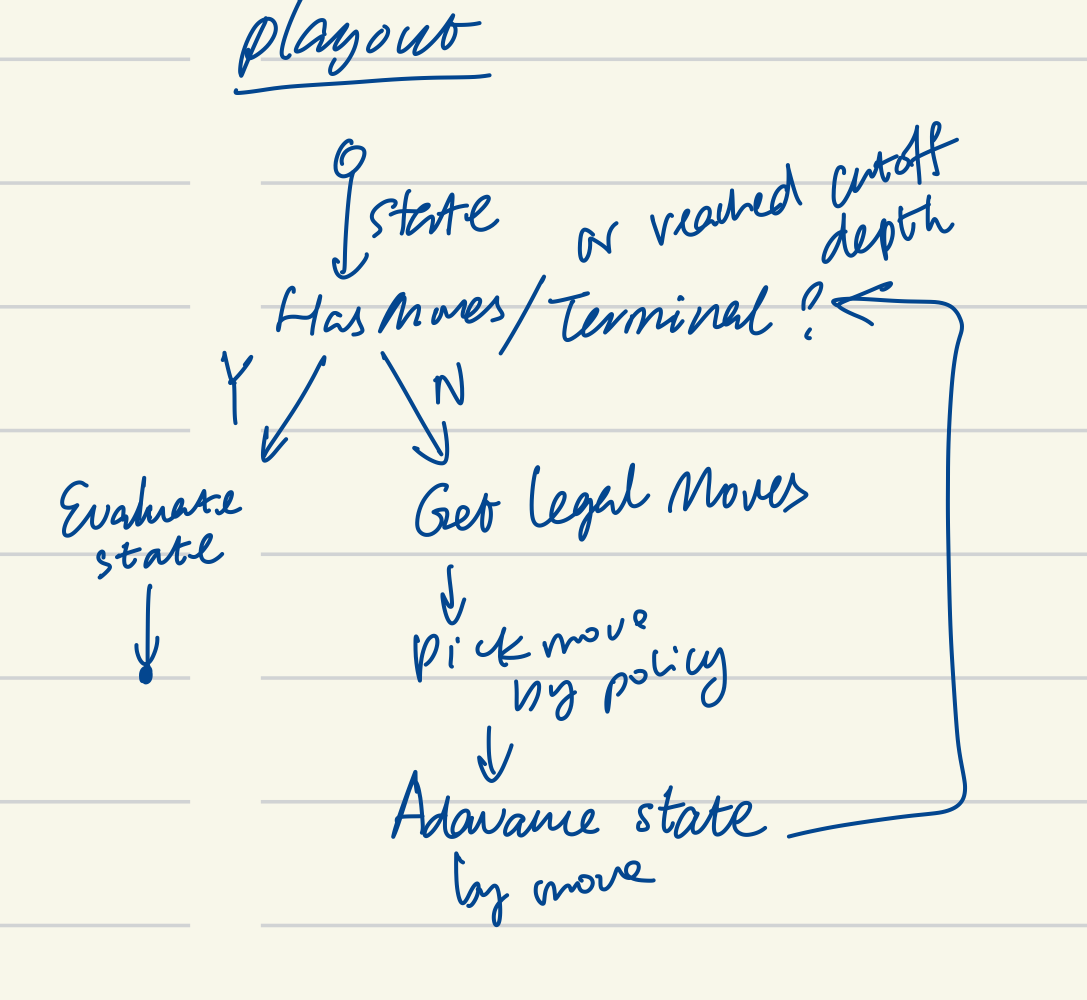 playout
state
or reached cutoff
depth
Has Moves / Terminal ?
Y
N
Evaluate
state
Get Legal Moves
Pick move
by policy
Advance state
by move